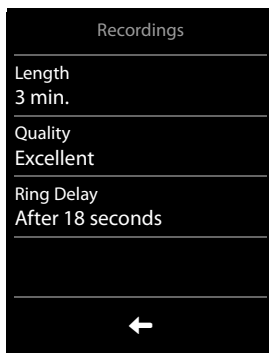 Recordings
Length
3 min.
Quality
Excellent
Ring Delay
After 18 seconds